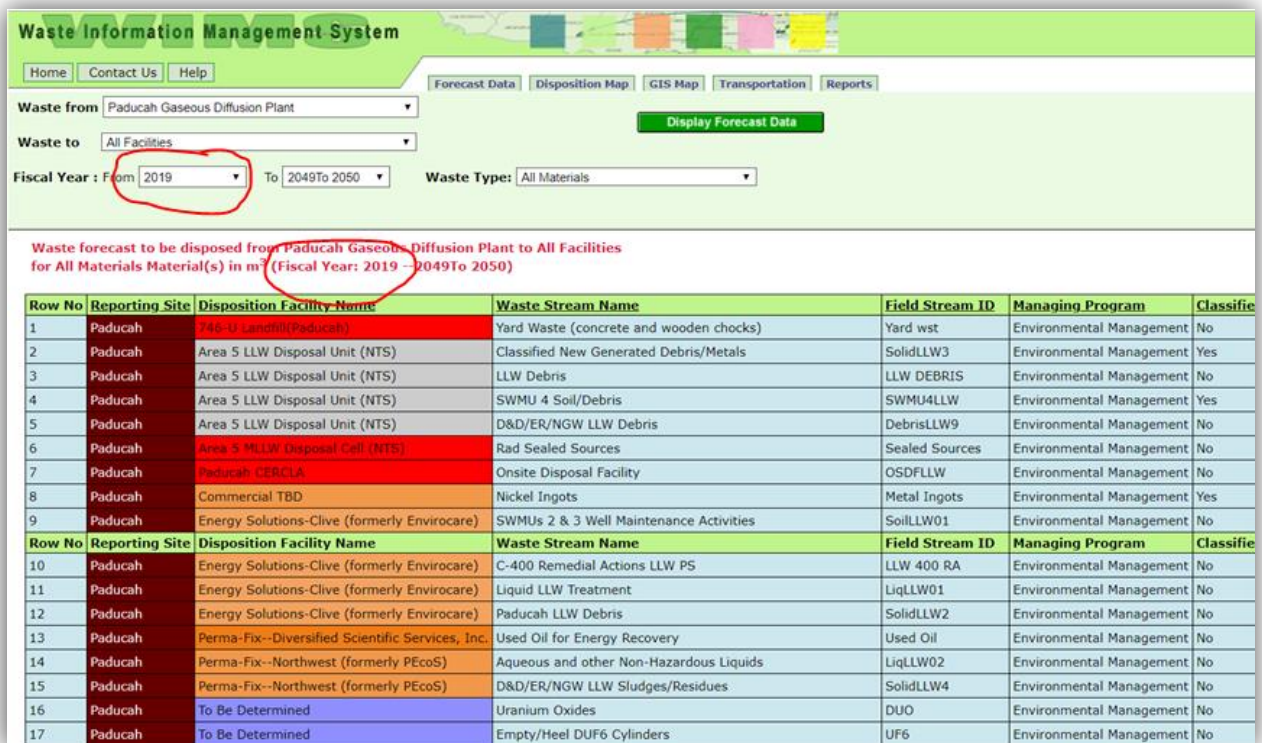 Waste Information Management System
Home Contact Us Help
Forecast Data Disposition Map GIS Map Transportation Reports
Waste from Paducah Gaseous Diffusion Plant
Display Forecast Data
Waste to All Facilities
Fiscal Year : From 2019 To 2049To 2050 Waste Type: All Materials
Waste forecast to be disposed from Paducah Gaseous Diffusion Plant to All Facilities
for All Materials Material(s) in m³ (Fiscal Year: 2019 --2049To 2050)
Row No Reporting Site Disposition Facility Name Waste Stream Name Field Stream ID Managing Program Classifie
1 Paducah 746-U Landfill(Paducah) Yard Waste (concrete and wooden chocks) Yard wst Environmental Management No
2 Paducah Area 5 LLW Disposal Unit (NTS) Classified New Generated Debris/Metals SolidLLW3 Environmental Management Yes
3 Paducah Area 5 LLW Disposal Unit (NTS) LLW Debris LLW DEBRIS Environmental Management No
4 Paducah Area 5 LLW Disposal Unit (NTS) SWMU 4 Soil/Debris SWMU4LLW Environmental Management Yes
5 Paducah Area 5 LLW Disposal Unit (NTS) D&D/ER/NGW LLW Debris DebrisLLW9 Environmental Management No
6 Paducah Area 5 MLLW Disposal Cell (NTS) Rad Sealed Sources Sealed Sources Environmental Management No
7 Paducah Paducah CERCLA Onsite Disposal Facility OSDFLLW Environmental Management No
8 Paducah Commercial TBD Nickel Ingots Metal Ingots Environmental Management Yes
9 Paducah Energy Solutions-Clive (formerly Envirocare) SWMUs 2 & 3 Well Maintenance Activities SoilLLW01 Environmental Management No
Row No Reporting Site Disposition Facility Name Waste Stream Name Field Stream ID Managing Program Classifie
10 Paducah Energy Solutions-Clive (formerly Envirocare) C-400 Remedial Actions LLW PS LLW 400 RA Environmental Management No
11 Paducah Energy Solutions-Clive (formerly Envirocare) Liquid LLW Treatment LiqLLW01 Environmental Management No
12 Paducah Energy Solutions-Clive (formerly Envirocare) Paducah LLW Debris SolidLLW2 Environmental Management No
13 Paducah Perma-Fix--Diversified Scientific Services, Inc. Used Oil for Energy Recovery Used Oil Environmental Management No
14 Paducah Perma-Fix--Northwest (formerly PEcoS) Aqueous and other Non-Hazardous Liquids LiqLLW02 Environmental Management No
15 Paducah Perma-Fix--Northwest (formerly PEcoS) D&D/ER/NGW LLW Sludges/Residues SolidLLW4 Environmental Management No
16 Paducah To Be Determined Uranium Oxides DUO Environmental Management No
17 Paducah To Be Determined Empty/Heel DUF6 Cylinders UF6 Environmental Management No